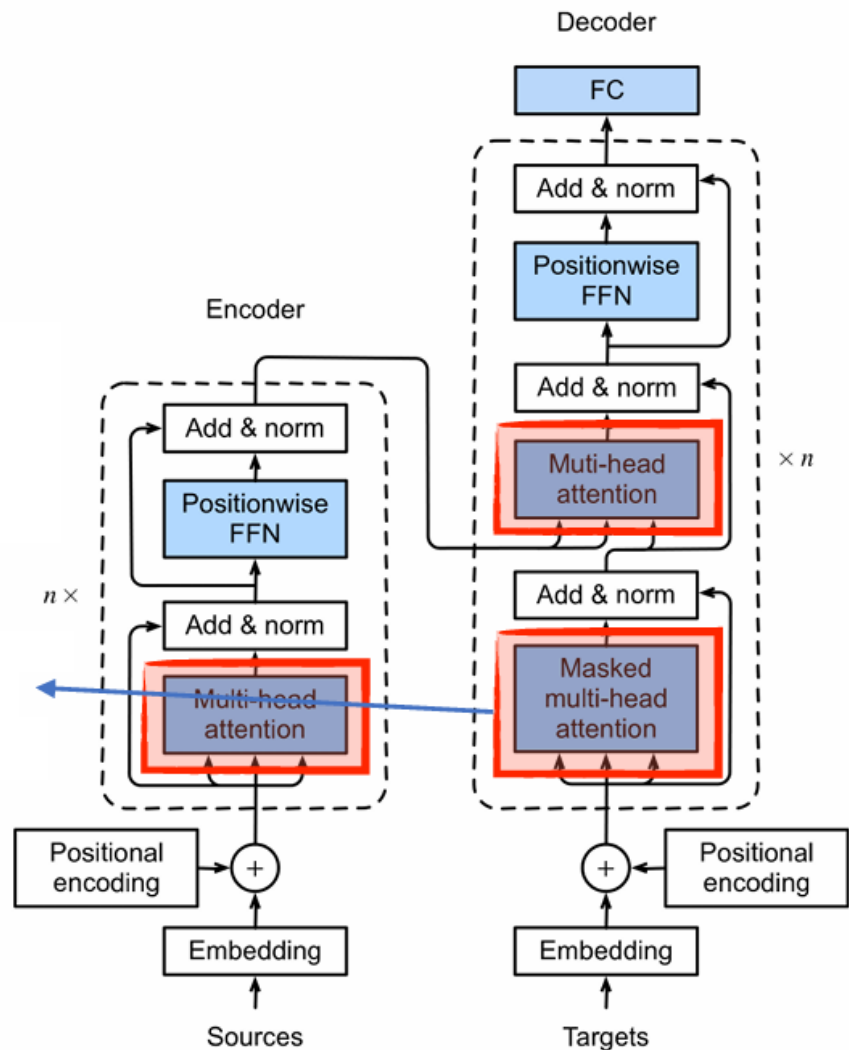 Decoder
FC
Add & norm
Positionwise
FFN
Add & norm
Muti-head
attention
× n
Add & norm
Masked
multi-head
attention
Positional
encoding
+
Embedding
Targets
Encoder
Add & norm
Positionwise
FFN
n ×
Add & norm
Multi-head
attention
Positional
encoding
+
Embedding
Sources